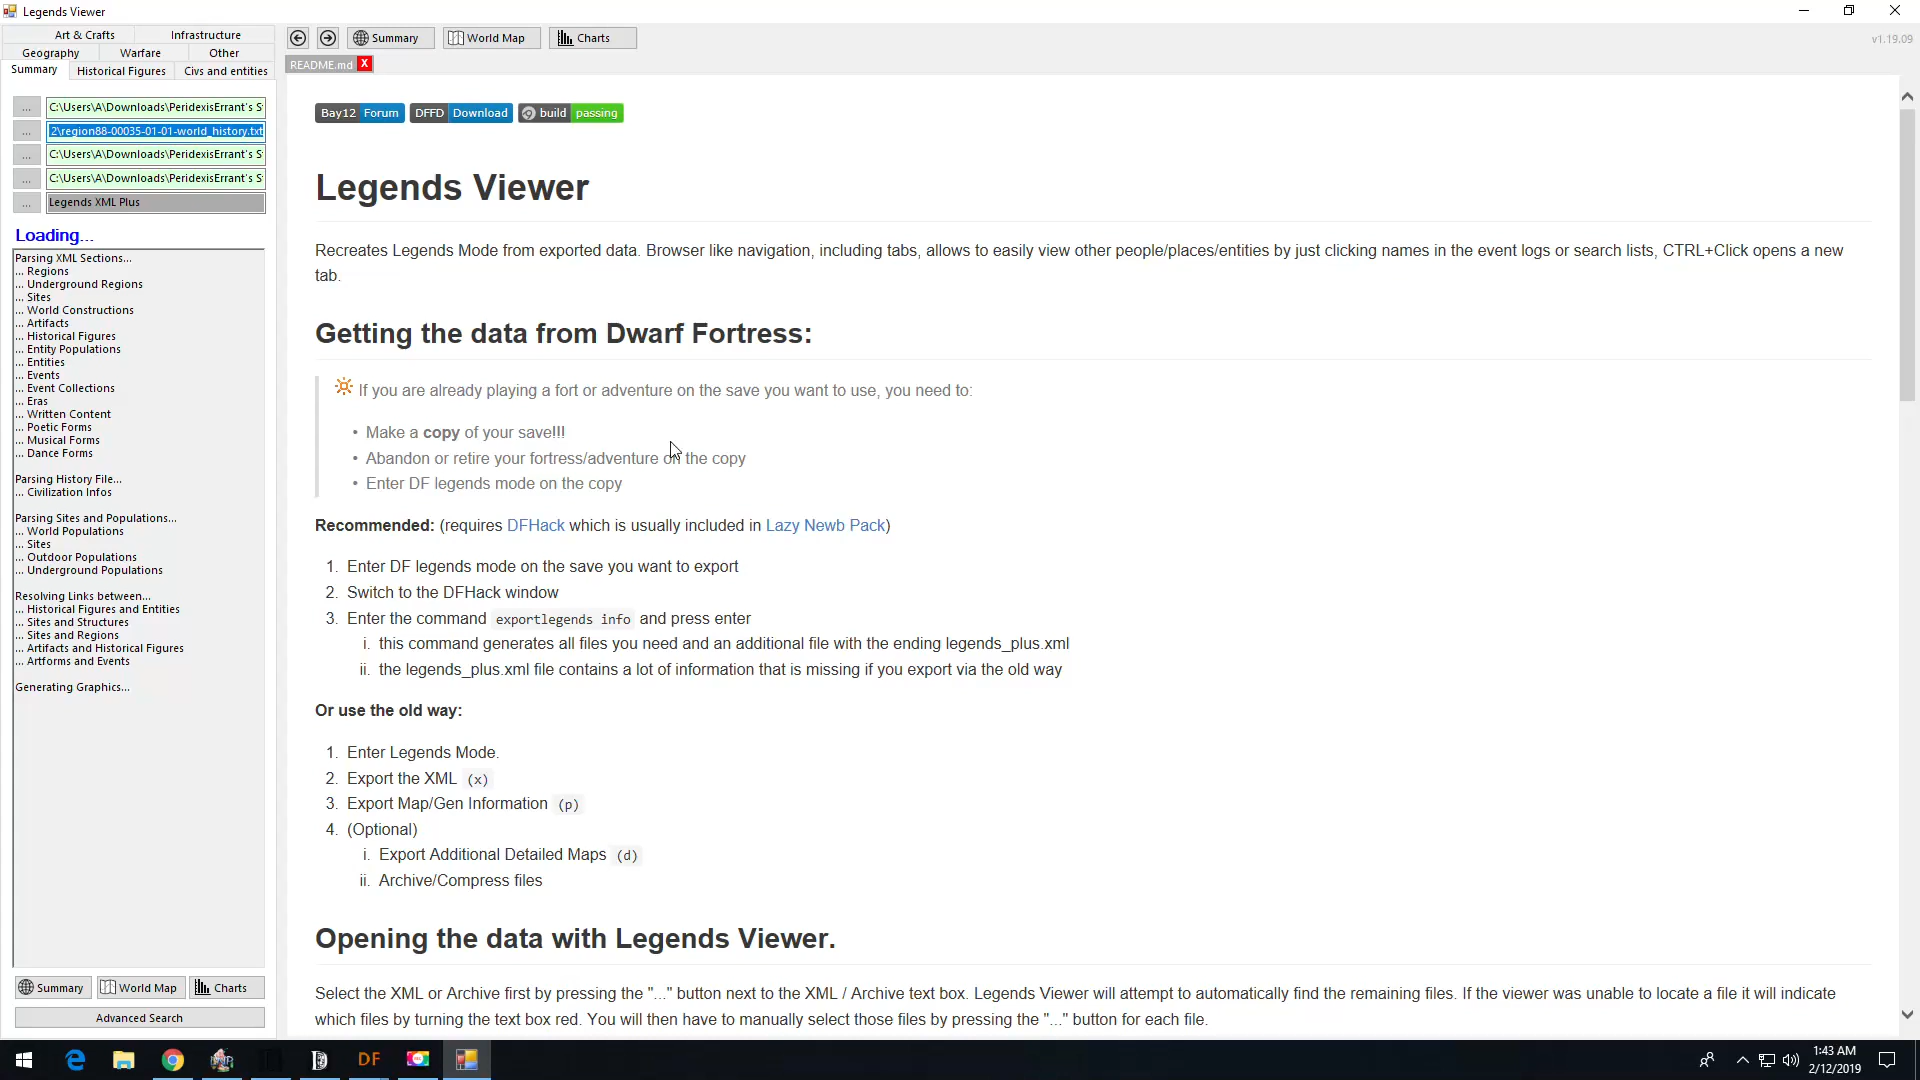 Legends Viewer
Art & Crafts Infrastructure
Geography Warfare Other
Summary Historical Figures Civs and entities
... C:\Users\A\Downloads\PeridexisErrant's S
... 2\region88-00035-01-01-world_history.txt
... C:\Users\A\Downloads\PeridexisErrant's S
... C:\Users\A\Downloads\PeridexisErrant's S
... Legends XML Plus
Loading...
Parsing XML Sections...
... Regions
... Underground Regions
... Sites
... World Constructions
... Artifacts
... Historical Figures
... Entity Populations
... Entities
... Events
... Event Collections
... Eras
... Written Content
... Poetic Forms
... Musical Forms
... Dance Forms
Parsing History File...
... Civilization Infos
Parsing Sites and Populations...
... World Populations
... Sites
... Outdoor Populations
... Underground Populations
Resolving Links between...
... Historical Figures and Entities
... Sites and Structures
... Sites and Regions
... Artifacts and Historical Figures
... Artforms and Events
Generating Graphics...
Summary World Map Charts
Advanced Search
Summary World Map Charts
v1.19.09
README.md X
Bay12 Forum DFFD Download build passing
Legends Viewer
Recreates Legends Mode from exported data. Browser like navigation, including tabs, allows to easily view other people/places/entities by just clicking names in the event logs or search lists, CTRL+Click opens a new
tab.
Getting the data from Dwarf Fortress:
If you are already playing a fort or adventure on the save you want to use, you need to:
• Make a copy of your save!!!
• Abandon or retire your fortress/adventure on the copy
• Enter DF legends mode on the copy
Recommended: (requires DFHack which is usually included in Lazy Newb Pack)
1. Enter DF legends mode on the save you want to export
2. Switch to the DFHack window
3. Enter the command exportlegends info and press enter
i. this command generates all files you need and an additional file with the ending legends_plus.xml
ii. the legends_plus.xml file contains a lot of information that is missing if you export via the old way
Or use the old way:
1. Enter Legends Mode.
2. Export the XML (x)
3. Export Map/Gen Information (p)
4. (Optional)
i. Export Additional Detailed Maps (d)
ii. Archive/Compress files
Opening the data with Legends Viewer.
Select the XML or Archive first by pressing the "..." button next to the XML / Archive text box. Legends Viewer will attempt to automatically find the remaining files. If the viewer was unable to locate a file it will indicate
which files by turning the text box red. You will then have to manually select those files by pressing the "..." button for each file.
DF
1:43 AM
2/12/2019